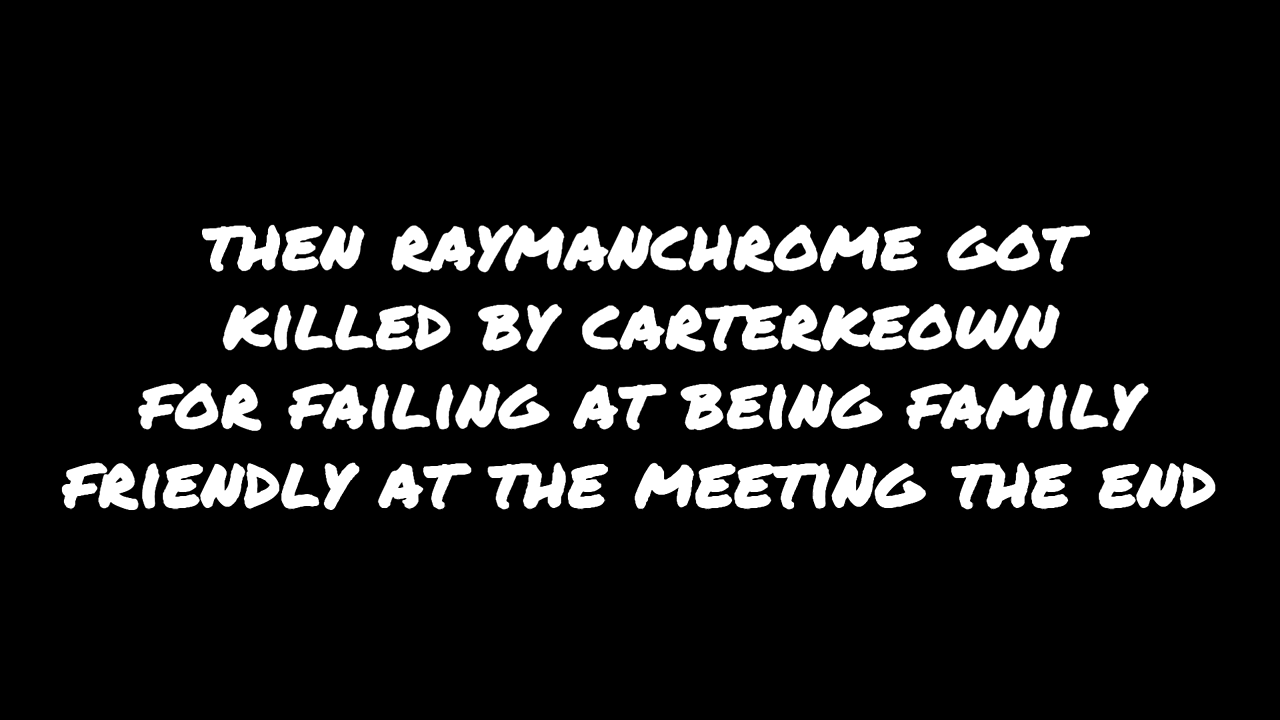 THEN RAYMANCHROME GOT
KILLED BY CARTERKEOWN
FOR FAILING AT BEING FAMILY
FRIENDLY AT THE MEETING THE END